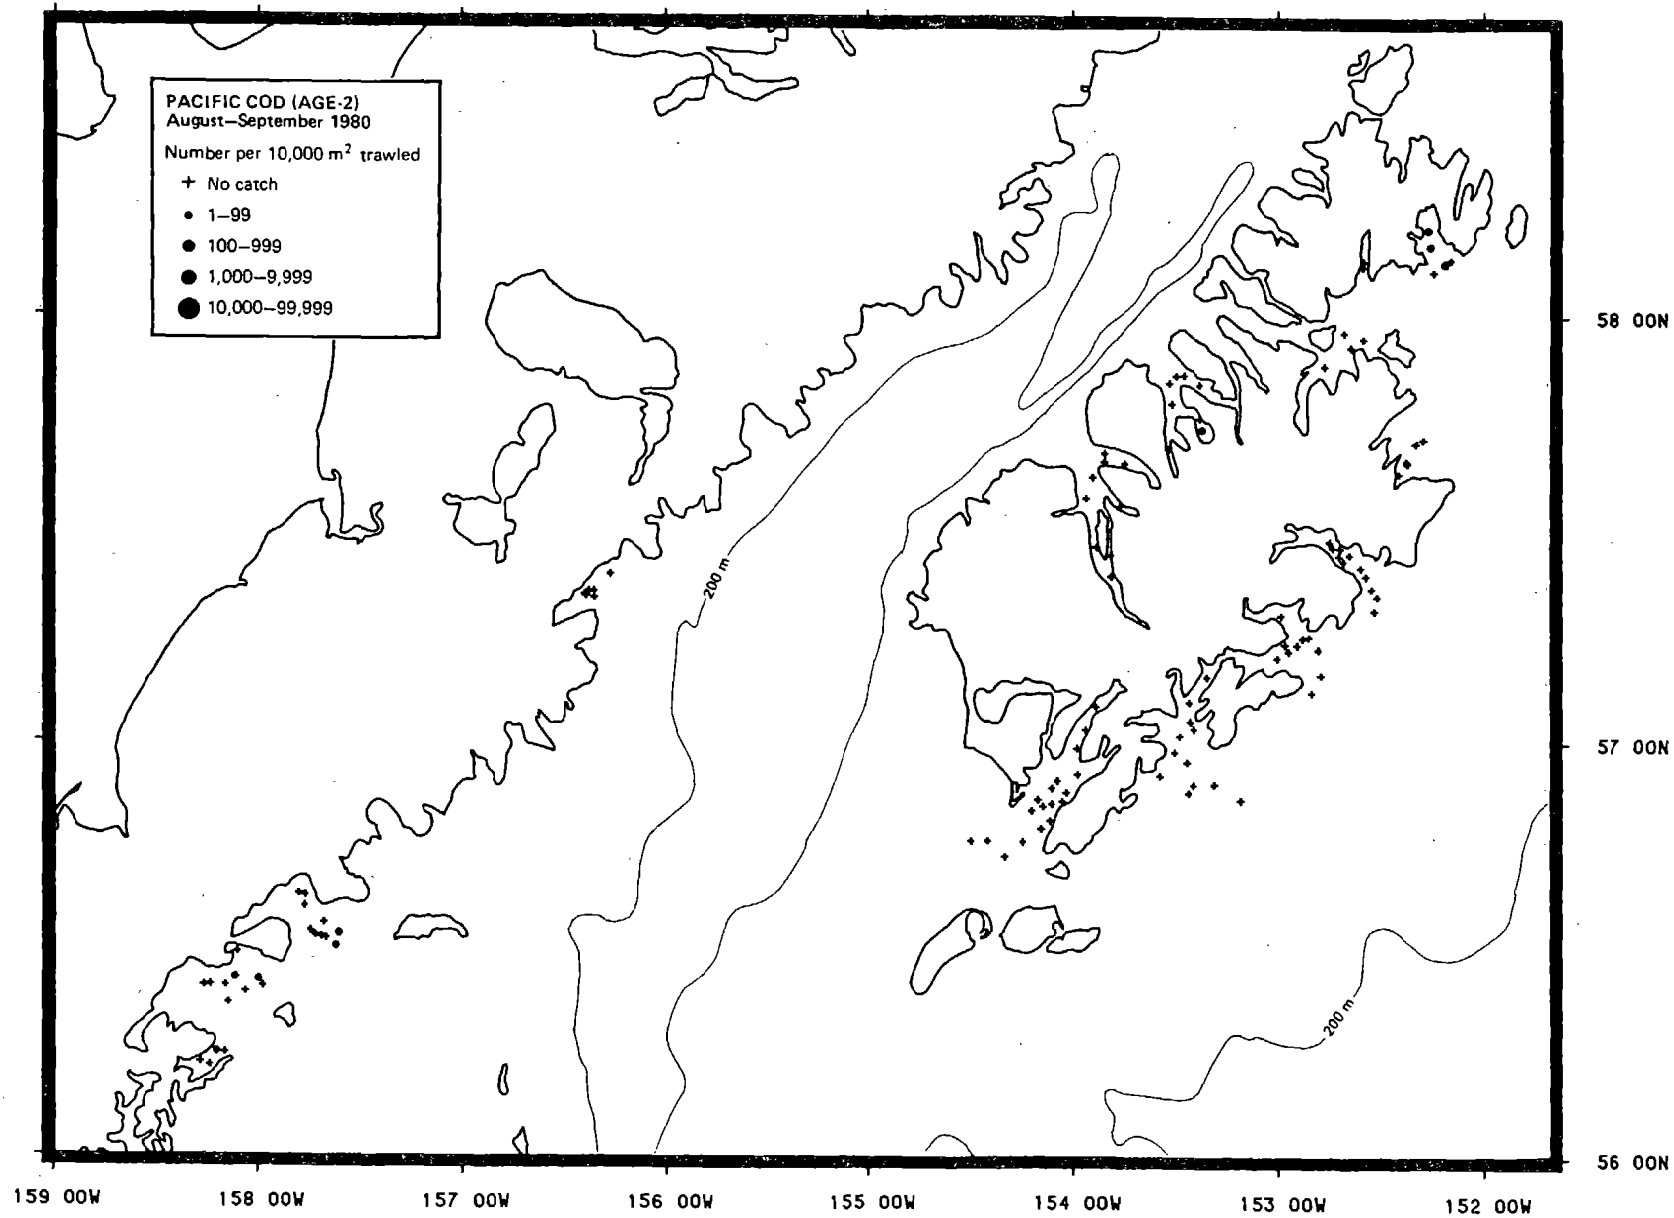 PACIFIC COD (AGE-2)
August—September 1980
Number per 10,000 m² trawled
+ No catch
• 1—99
● 100—999
● 1,000—9,999
● 10,000—99,999
58 00N
200 m
57 00N
200 m
56 00N
159 00W 158 00W 157 00W 156 00W 155 00W 154 00W 153 00W 152 00W